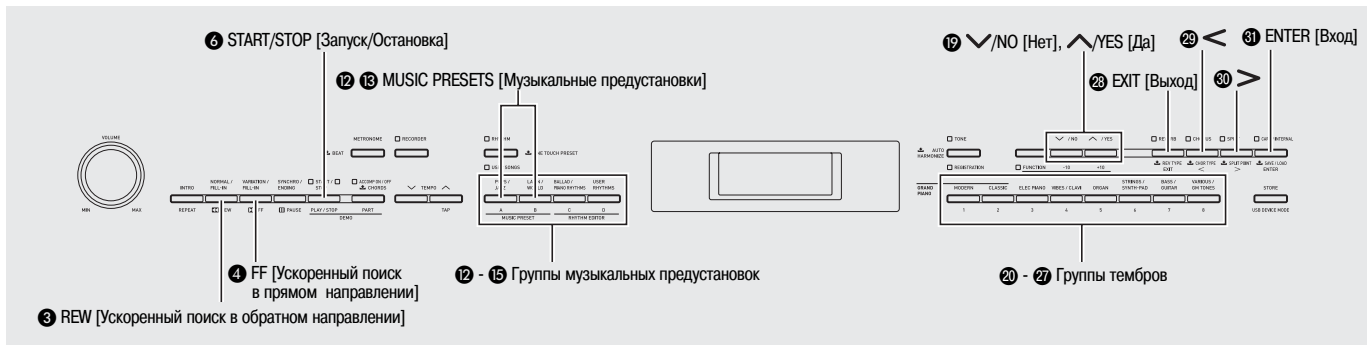 ❻ START/STOP [Запуск/Остановка]
⓳ /NO [Нет], /YES [Да]
㉙ <
㉛ ENTER [Вход]
⓬ ⓭ MUSIC PRESETS [Музыкальные предустановки]
㉘ EXIT [Выход]
㉚ >
VOLUME
MIN MAX
METRONOME
RECORDER
BEAT
INTRO
REPEAT
NORMAL /
FILL-IN
VARIATION /
FILL-IN
FF
SYNCHRO /
ENDING
PAUSE
PLAY / STOP
ACCOMP ON / OFF
CHORDS
PART
DEMO
TEMPO
TAP
BALLAD /
PIANO RHYTHMS
USER
RHYTHMS
A B C D
MUSIC PRESET
RHYTHM EDITOR
TONE
AUTO
HARMONIZE
REGISTRATION
/ NO / YES
FUNCTION -10 +10
REV TYPE
EXIT
CHOR TYPE
<
SPLIT POINT
>
SAVE / LOAD
ENTER
GRAND
PIANO
MODERN
CLASSIC
ELEC PIANO
VIBES / CLAVI
ORGAN
STRINGS /
SYNTH-PAD
BASS /
GUITAR
VARIOUS /
GM TONES
1 2 3 4 5 6 7 8
STORE
USB DEVICE MODE
❹ FF [Ускоренный поиск
в прямом направлении]
⓬ - ⓯ Группы музыкальных предустановок
⓴ - ㉗ Группы тембров
❸ REW [Ускоренный поиск в обратном направлении]